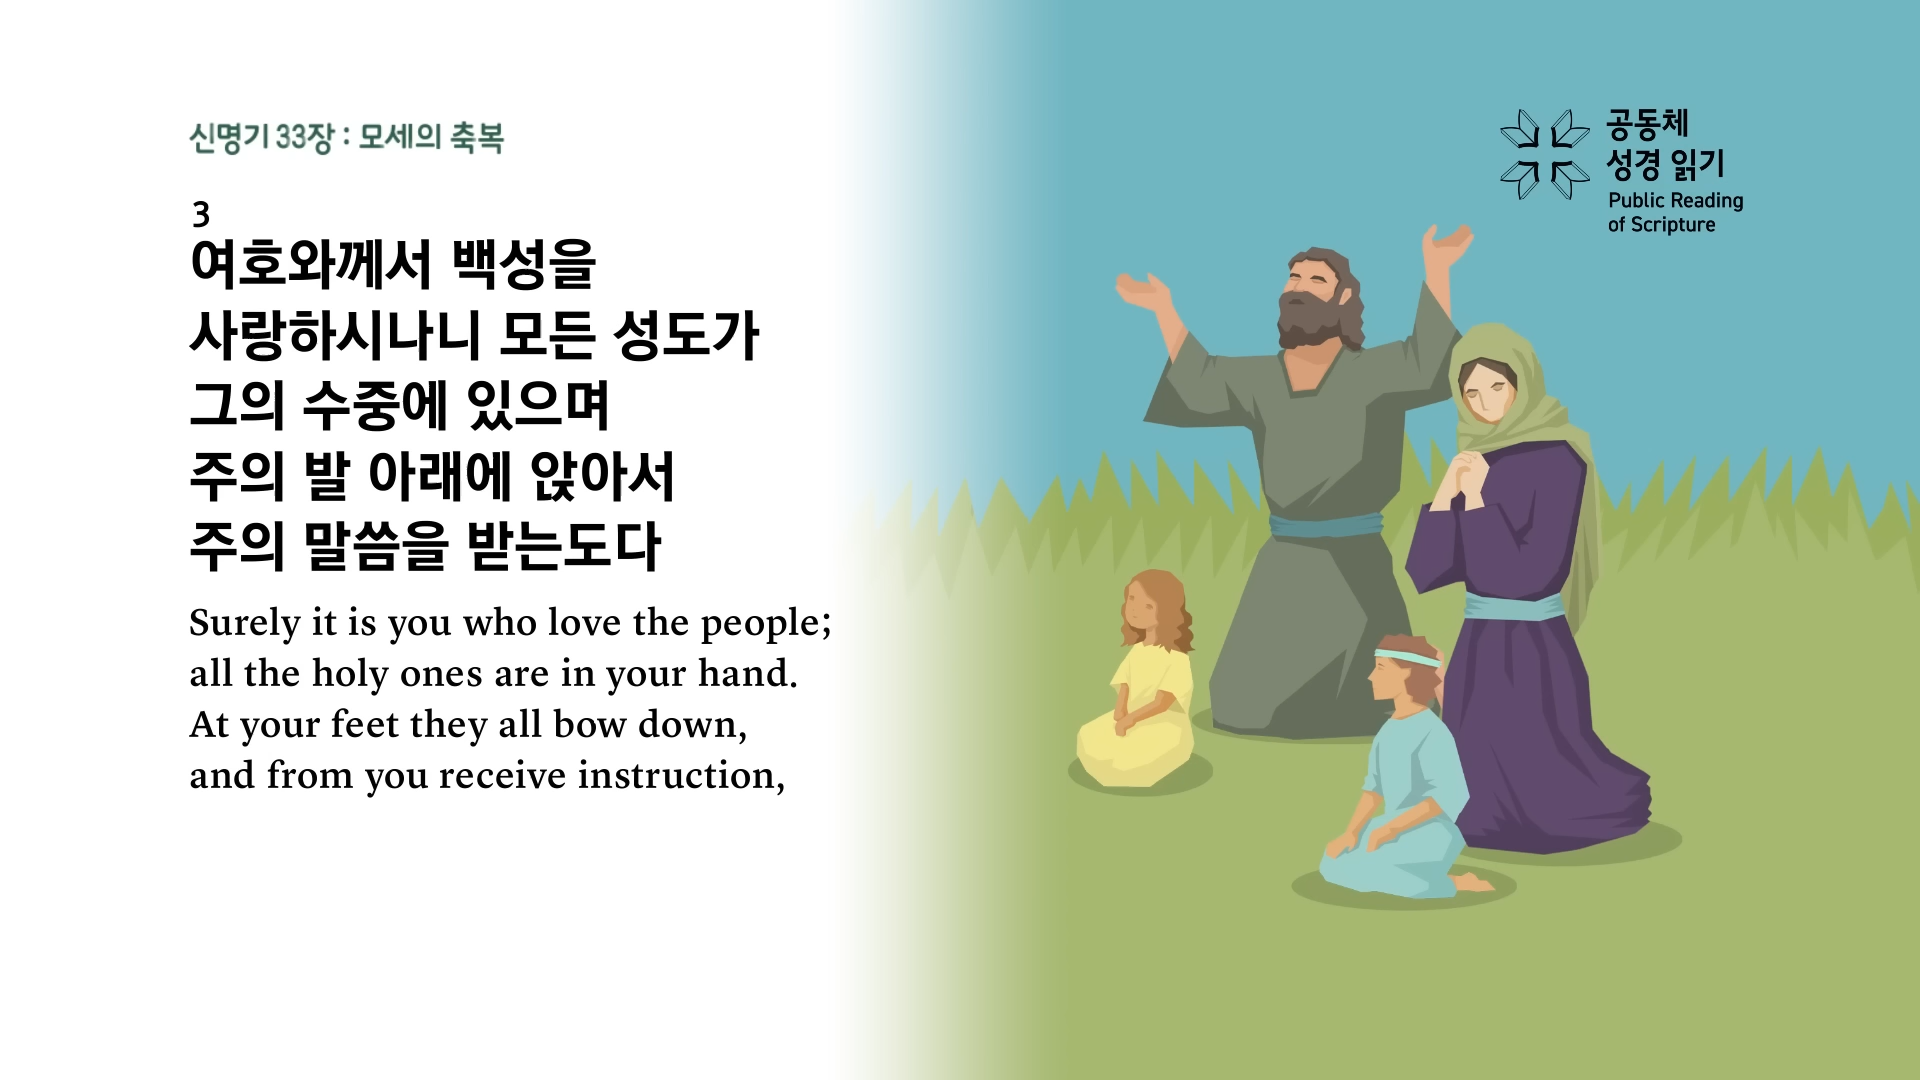 신명기 33장 : 모세의 축복
3
여호와께서 백성을
사랑하시나니 모든 성도가
그의 수중에 있으며
주의 발 아래에 앉아서
주의 말씀을 받는도다
Surely it is you who love the people;
all the holy ones are in your hand.
At your feet they all bow down,
and from you receive instruction,
공동체
성경 읽기
Public Reading
of Scripture